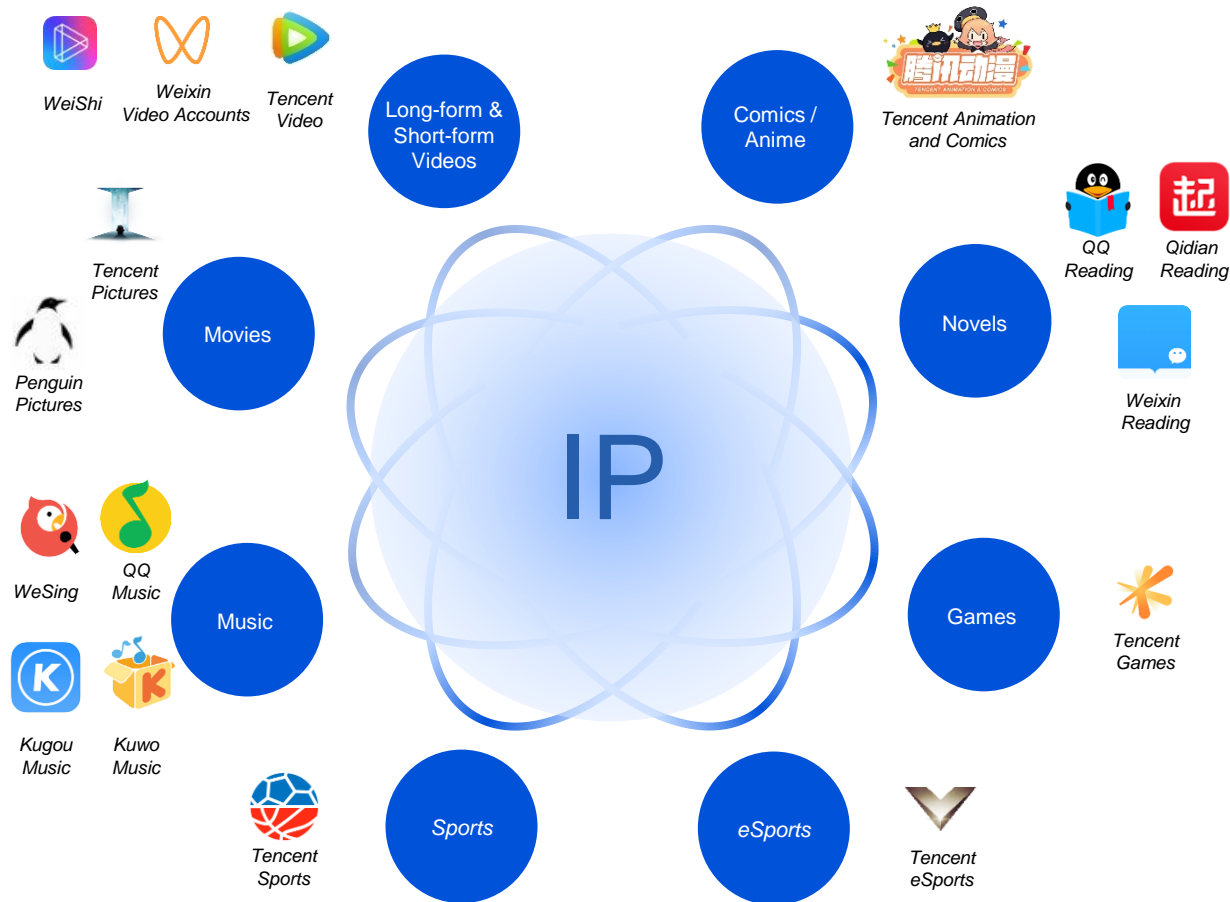 WeiShi
Weixin
Video Accounts
Tencent
Video
Long-form &
Short-form
Videos
Comics /
Anime
腾讯动漫
TENCENT ANIMATION & COMICS
Tencent Animation
and Comics
Tencent
Pictures
Movies
Penguin
Pictures
起
QQ
Reading
Qidian
Reading
Novels
Weixin
Reading
IP
WeSing
QQ
Music
Music
K
Kugou
Music
K
Kuwo
Music
Games
Tencent
Games
Tencent
Sports
Sports
eSports
Tencent
eSports